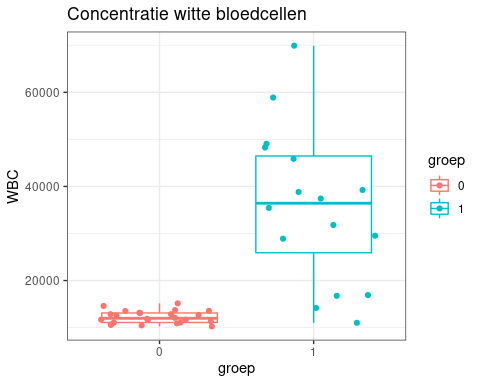 Concentratie witte bloedcellen
WBC
60000
40000
20000
0
1
groep
groep
0
1